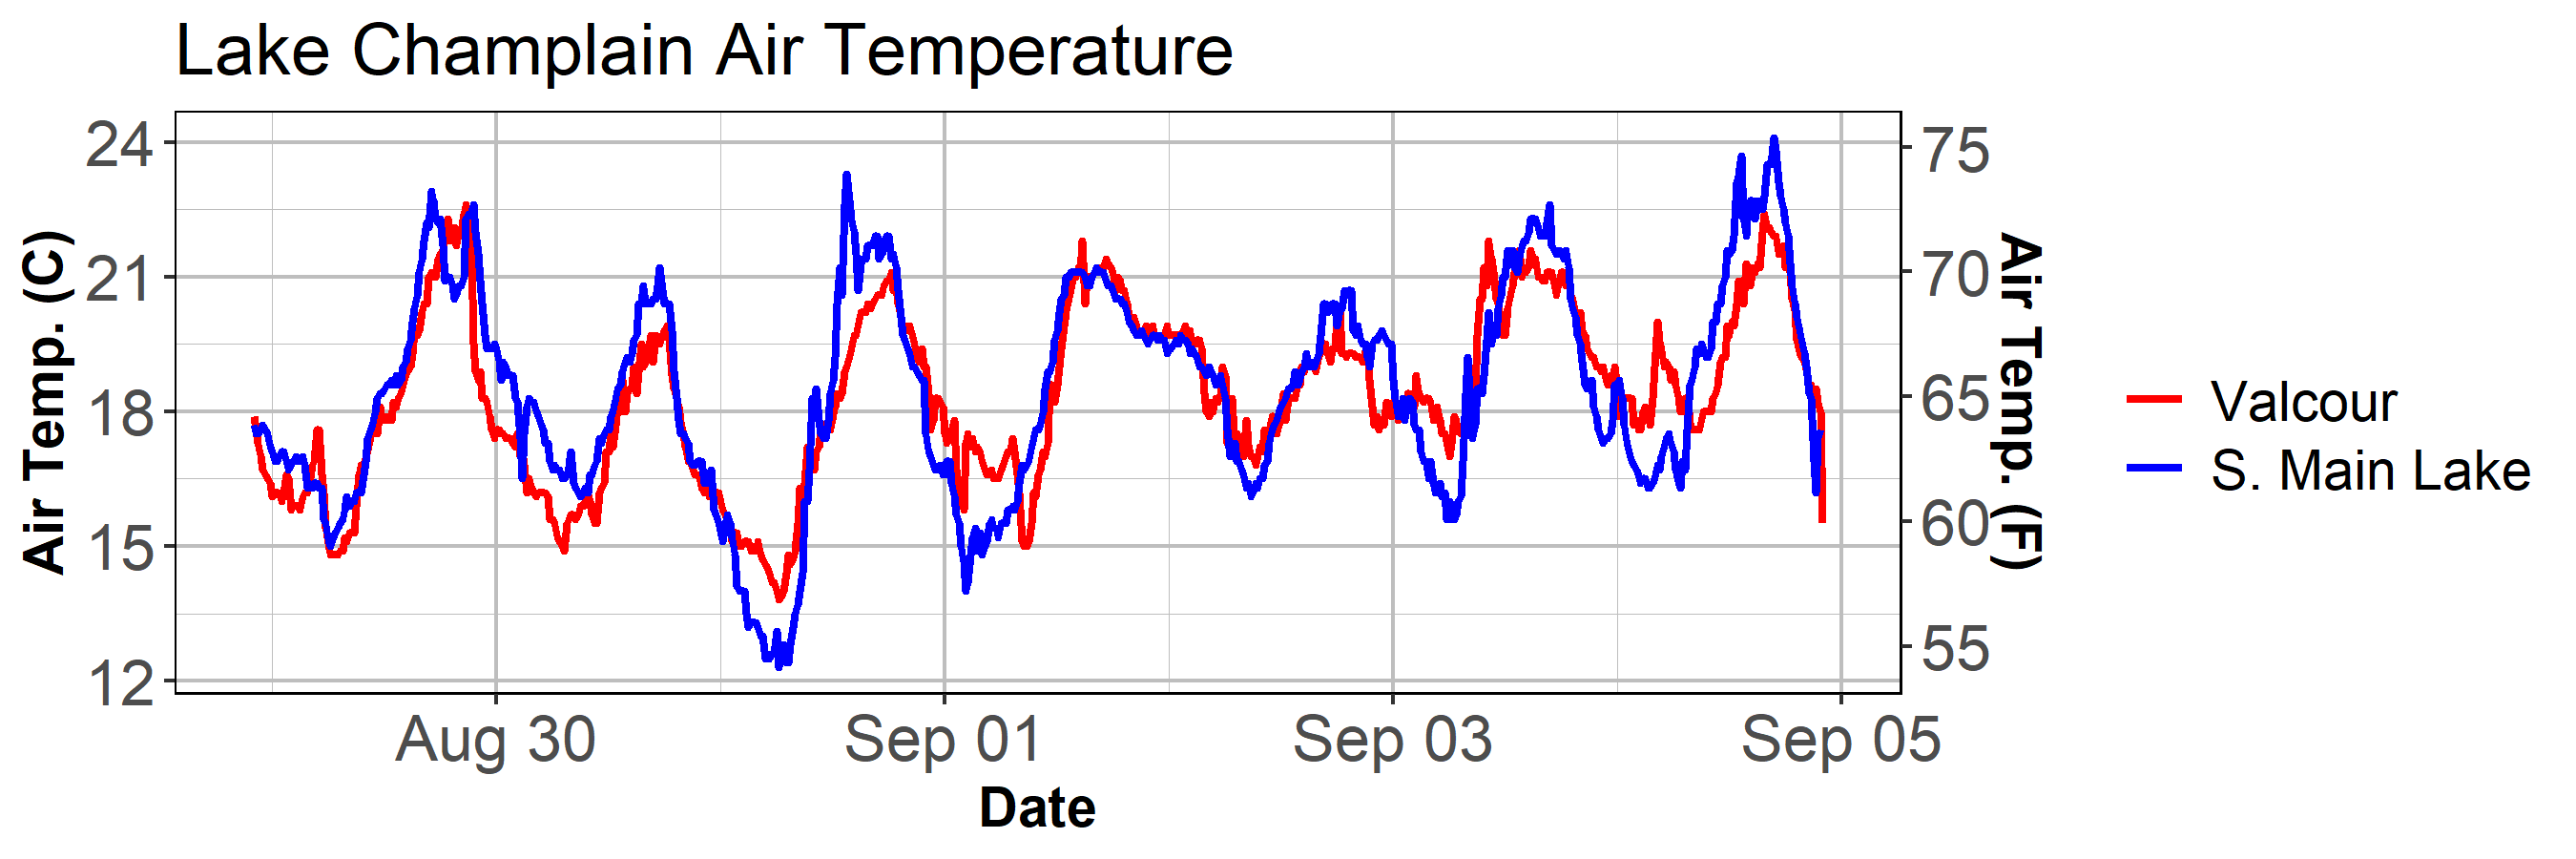 Lake Champlain Air Temperature
Air Temp. (C)
24
21
18
15
12
75
70
65
60
55
Air Temp. (F)
Aug 30
Sep 01
Sep 03
Sep 05
Date
Valcour
S. Main Lake